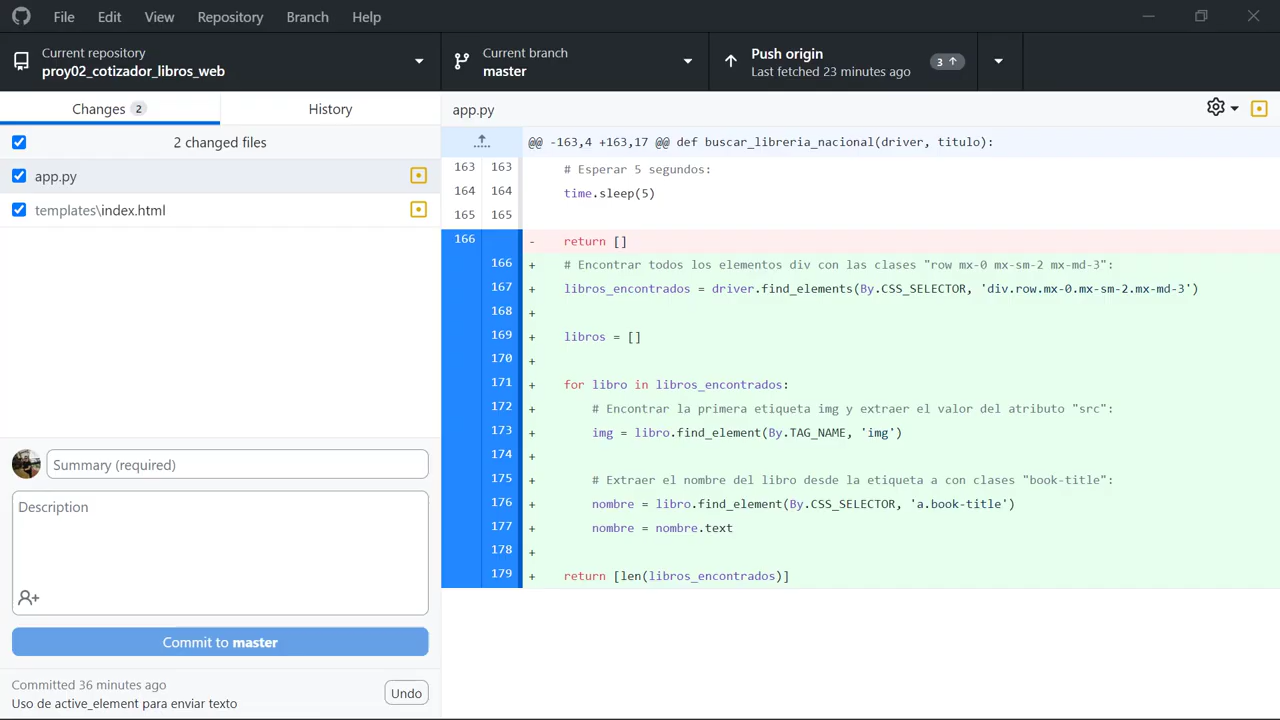 File Edit View Repository Branch Help
Current repository
proy02_cotizador_libros_web
Current branch
master
Push origin
Last fetched 23 minutes ago
3
Changes 2
History
2 changed files
app.py
templates\index.html
Summary (required)
Description
Commit to master
Committed 36 minutes ago
Uso de active_element para enviar texto
Undo
app.py
@@ -163,4 +163,17 @@ def buscar_libreria_nacional(driver, titulo):
163 163 # Esperar 5 segundos:
164 164 time.sleep(5)
165 165
166 - return []
166 + # Encontrar todos los elementos div con las clases "row mx-0 mx-sm-2 mx-md-3":
167 + libros_encontrados = driver.find_elements(By.CSS_SELECTOR, 'div.row.mx-0.mx-sm-2.mx-md-3')
168 +
169 + libros = []
170 +
171 + for libro in libros_encontrados:
172 + # Encontrar la primera etiqueta img y extraer el valor del atributo "src":
173 + img = libro.find_element(By.TAG_NAME, 'img')
174 +
175 + # Extraer el nombre del libro desde la etiqueta a con clases "book-title":
176 + nombre = libro.find_element(By.CSS_SELECTOR, 'a.book-title')
177 + nombre = nombre.text
178 +
179 + return [len(libros_encontrados)]